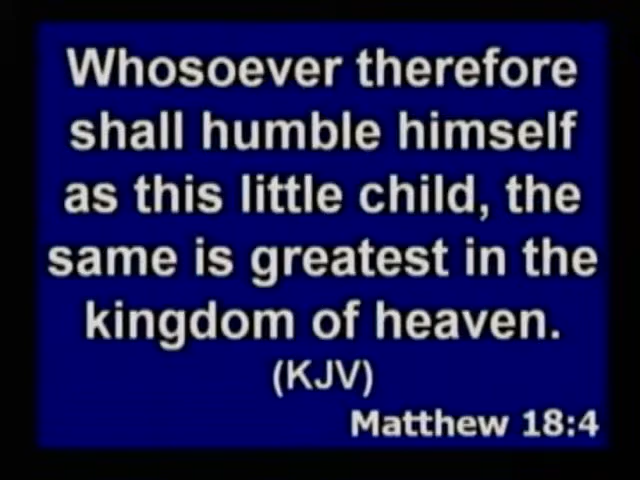 Whosoever therefore
shall humble himself
as this little child, the
same is greatest in the
kingdom of heaven.
(KJV)
Matthew 18:4